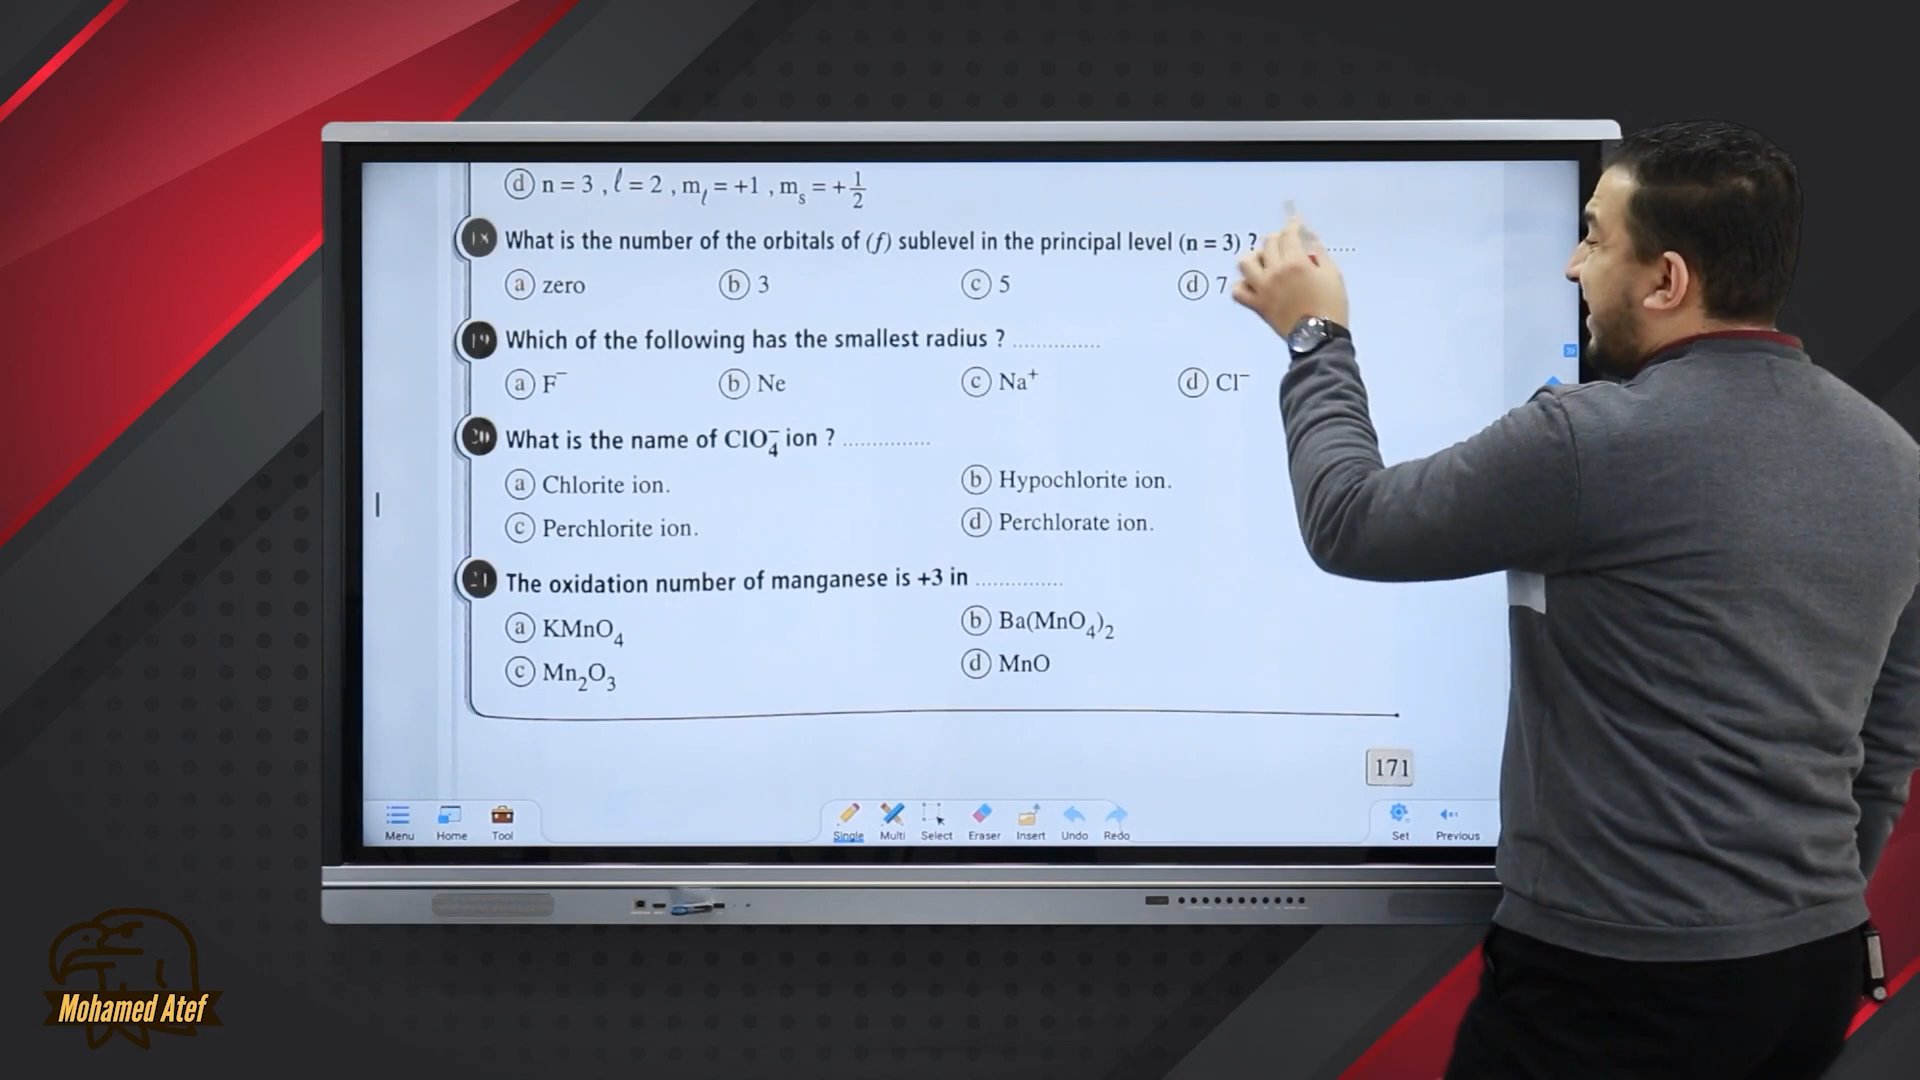 d n = 3 , ℓ = 2 , mℓ = +1 , ms = +1/2
18 What is the number of the orbitals of (f) sublevel in the principal level (n = 3) ? .....
a zero b 3 c 5 d 7
19 Which of the following has the smallest radius ? ..............
a F⁻ b Ne c Na⁺ d Cl⁻
20 What is the name of ClO₄⁻ ion ? ..............
a Chlorite ion. b Hypochlorite ion.
c Perchlorite ion. d Perchlorate ion.
21 The oxidation number of manganese is +3 in ..............
a KMnO₄ b Ba(MnO₄)₂
c Mn₂O₃ d MnO
171
Menu Home Tool Single Multi Select Eraser Insert Undo Redo Set Previous
Mohamed Atef